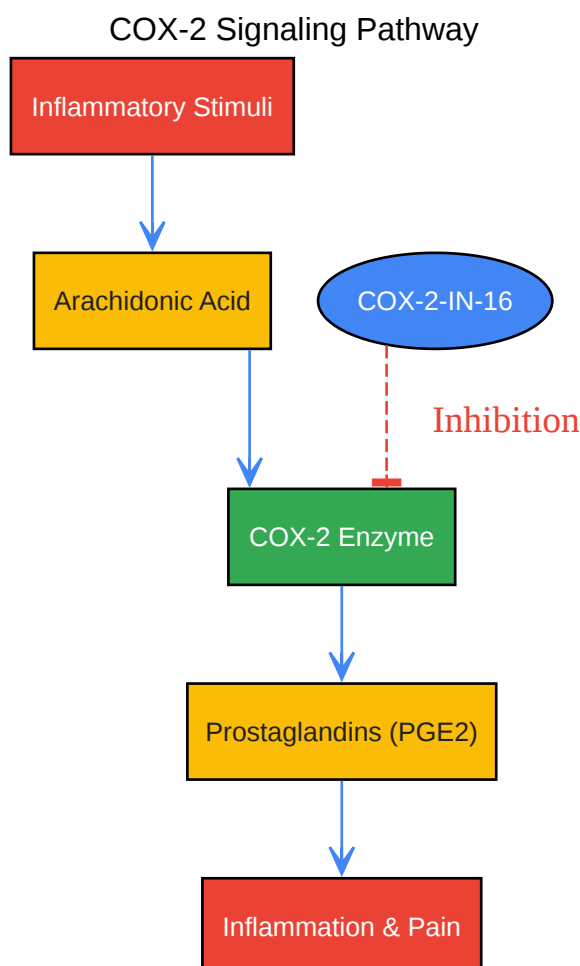 COX-2 Signaling Pathway
Inflammatory Stimuli
Arachidonic Acid
COX-2-IN-16
Inhibition
COX-2 Enzyme
Prostaglandins (PGE2)
Inflammation & Pain